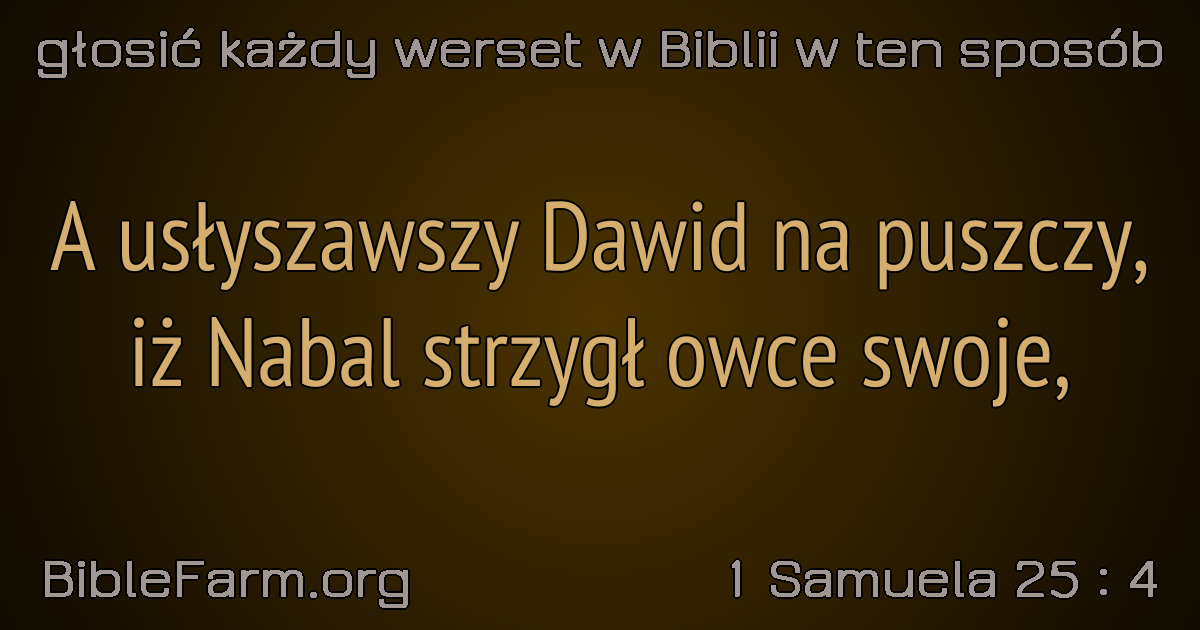 głosić każdy werset w Biblii w ten sposób
A usłyszawszy Dawid na puszczy,
iż Nabal strzygł owce swoje,
BibleFarm.org
1 Samuela 25 : 4